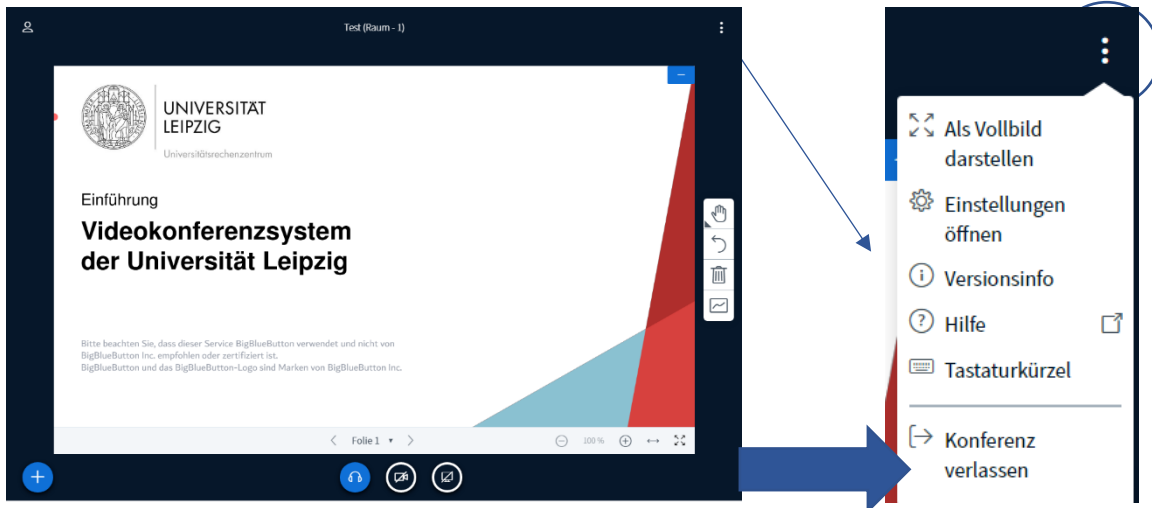 Test (Raum - 1)
UNIVERSITÄT
LEIPZIG
Universitätsrechenzentrum
Einführung
Videokonferenzsystem
der Universität Leipzig
Bitte beachten Sie, dass dieser Service BigBlueButton verwendet und nicht von
BigBlueButton Inc. empfohlen oder zertifiziert ist.
BigBlueButton und das BigBlueButton-Logo sind Marken von BigBlueButton Inc.
Folie 1
100 %
Als Vollbild
darstellen
Einstellungen
öffnen
Versionsinfo
Hilfe
Tastaturkürzel
Konferenz
verlassen